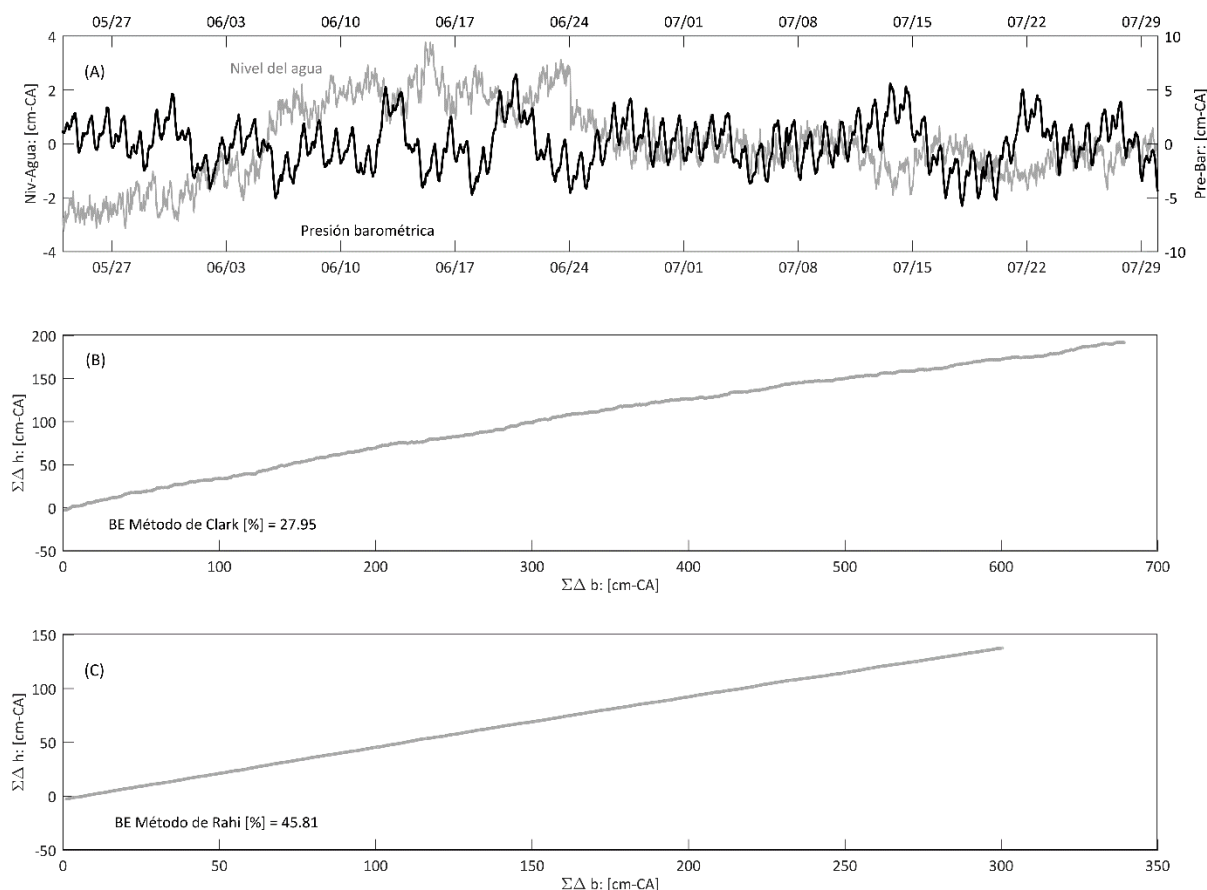 05/27 06/03 06/10 06/17 06/24 07/01 07/08 07/15 07/22 07/29
4
2
0
-2
-4
Niv-Agua: [cm-CA]
(A)
Nivel del agua
Presión barométrica
10
5
0
-5
-10
Pre-Bar: [cm-CA]
05/27 06/03 06/10 06/17 06/24 07/01 07/08 07/15 07/22 07/29
200
150
100
50
0
-50
ΣΔ h: [cm-CA]
(B)
BE Método de Clark [%] = 27.95
0 100 200 300 400 500 600 700
ΣΔ b: [cm-CA]
150
100
50
0
-50
ΣΔ h: [cm-CA]
(C)
BE Método de Rahi [%] = 45.81
0 50 100 150 200 250 300 350
ΣΔ b: [cm-CA]